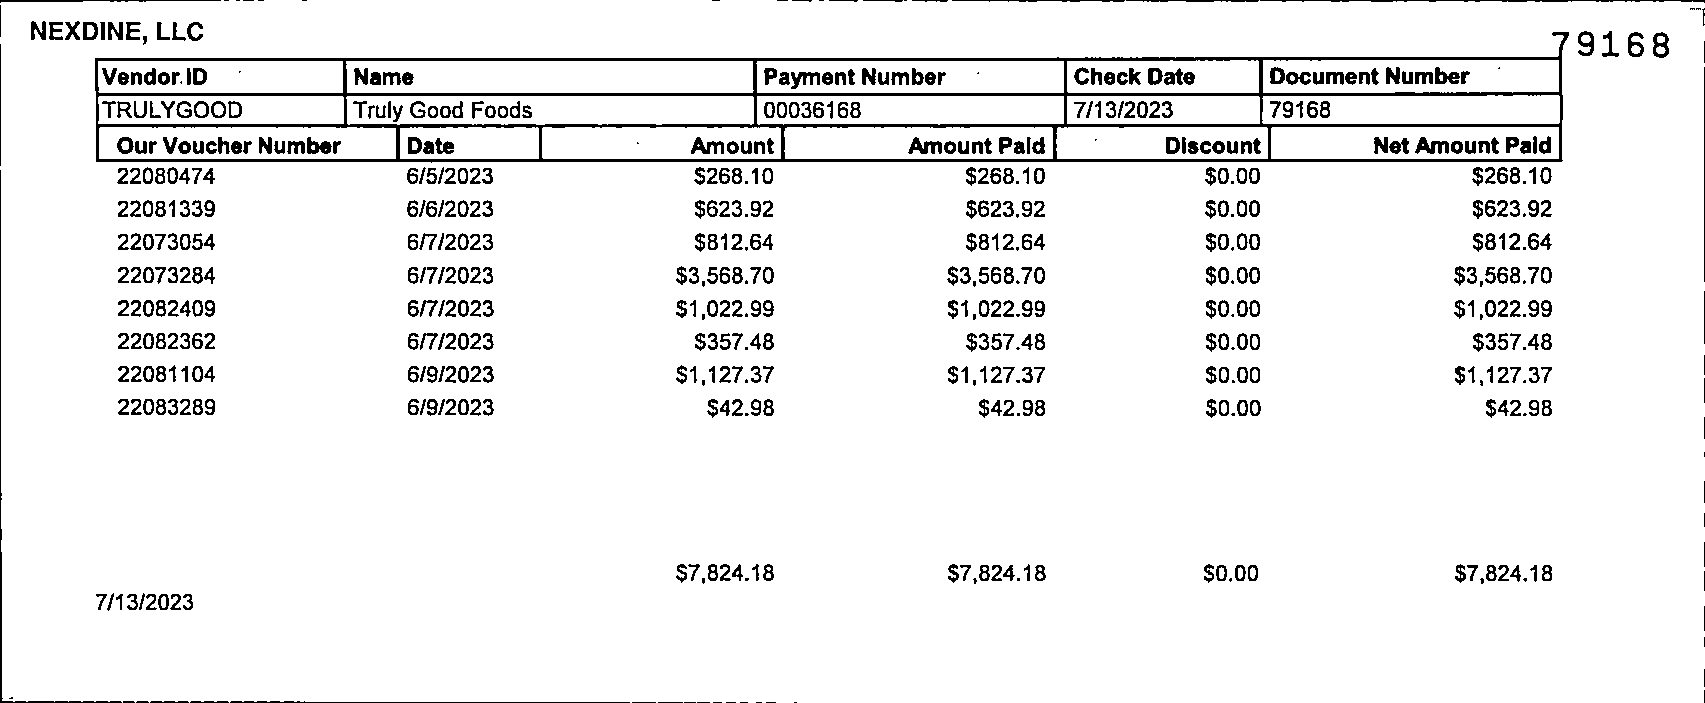 NEXDINE, LLC
79168
Vendor ID Name Payment Number Check Date Document Number
TRULYGOOD Truly Good Foods 00036168 7/13/2023 79168
Our Voucher Number Date Amount Amount Paid Discount Net Amount Paid
22080474 6/5/2023 $268.10 $268.10 $0.00 $268.10
22081339 6/6/2023 $623.92 $623.92 $0.00 $623.92
22073054 6/7/2023 $812.64 $812.64 $0.00 $812.64
22073284 6/7/2023 $3,568.70 $3,568.70 $0.00 $3,568.70
22082409 6/7/2023 $1,022.99 $1,022.99 $0.00 $1,022.99
22082362 6/7/2023 $357.48 $357.48 $0.00 $357.48
22081104 6/9/2023 $1,127.37 $1,127.37 $0.00 $1,127.37
22083289 6/9/2023 $42.98 $42.98 $0.00 $42.98
$7,824.18 $7,824.18 $0.00 $7,824.18
7/13/2023